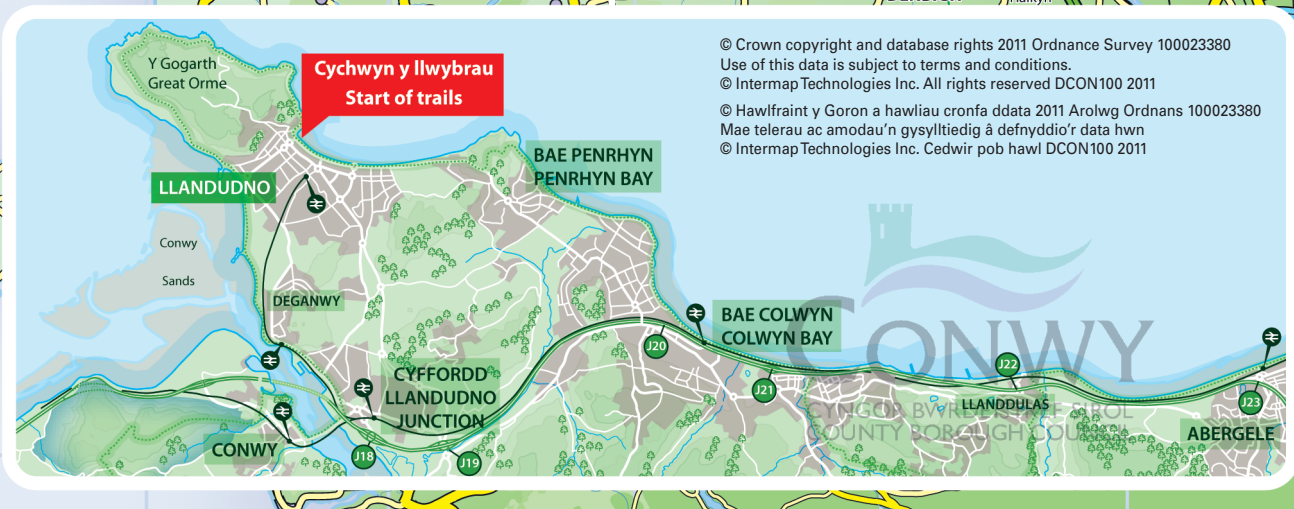 © Crown copyright and database rights 2011 Ordnance Survey 100023380
Use of this data is subject to terms and conditions.
© Intermap Technologies Inc. All rights reserved DCON100 2011
© Hawlfraint y Goron a hawliau cronfa ddata 2011 Arolwg Ordnans 100023380
Mae telerau ac amodau'n gysylltiedig â defnyddio'r data hwn
© Intermap Technologies Inc. Cedwir pob hawl DCON100 2011
Y Gogarth
Great Orme
Cychwyn y llwybrau
Start of trails
BAE PENRHYN
PENRHYN BAY
LLANDUDNO
Conwy
Sands
DEGANWY
BAE COLWYN
COLWYN BAY
CONWY
J20
J22
J21
CYFFORDD
LLANDUDNO
JUNCTION
LLANDDULAS
J23
COUNTY BOROUGH COUNCIL
ABERGELE
CONWY
J18
J19